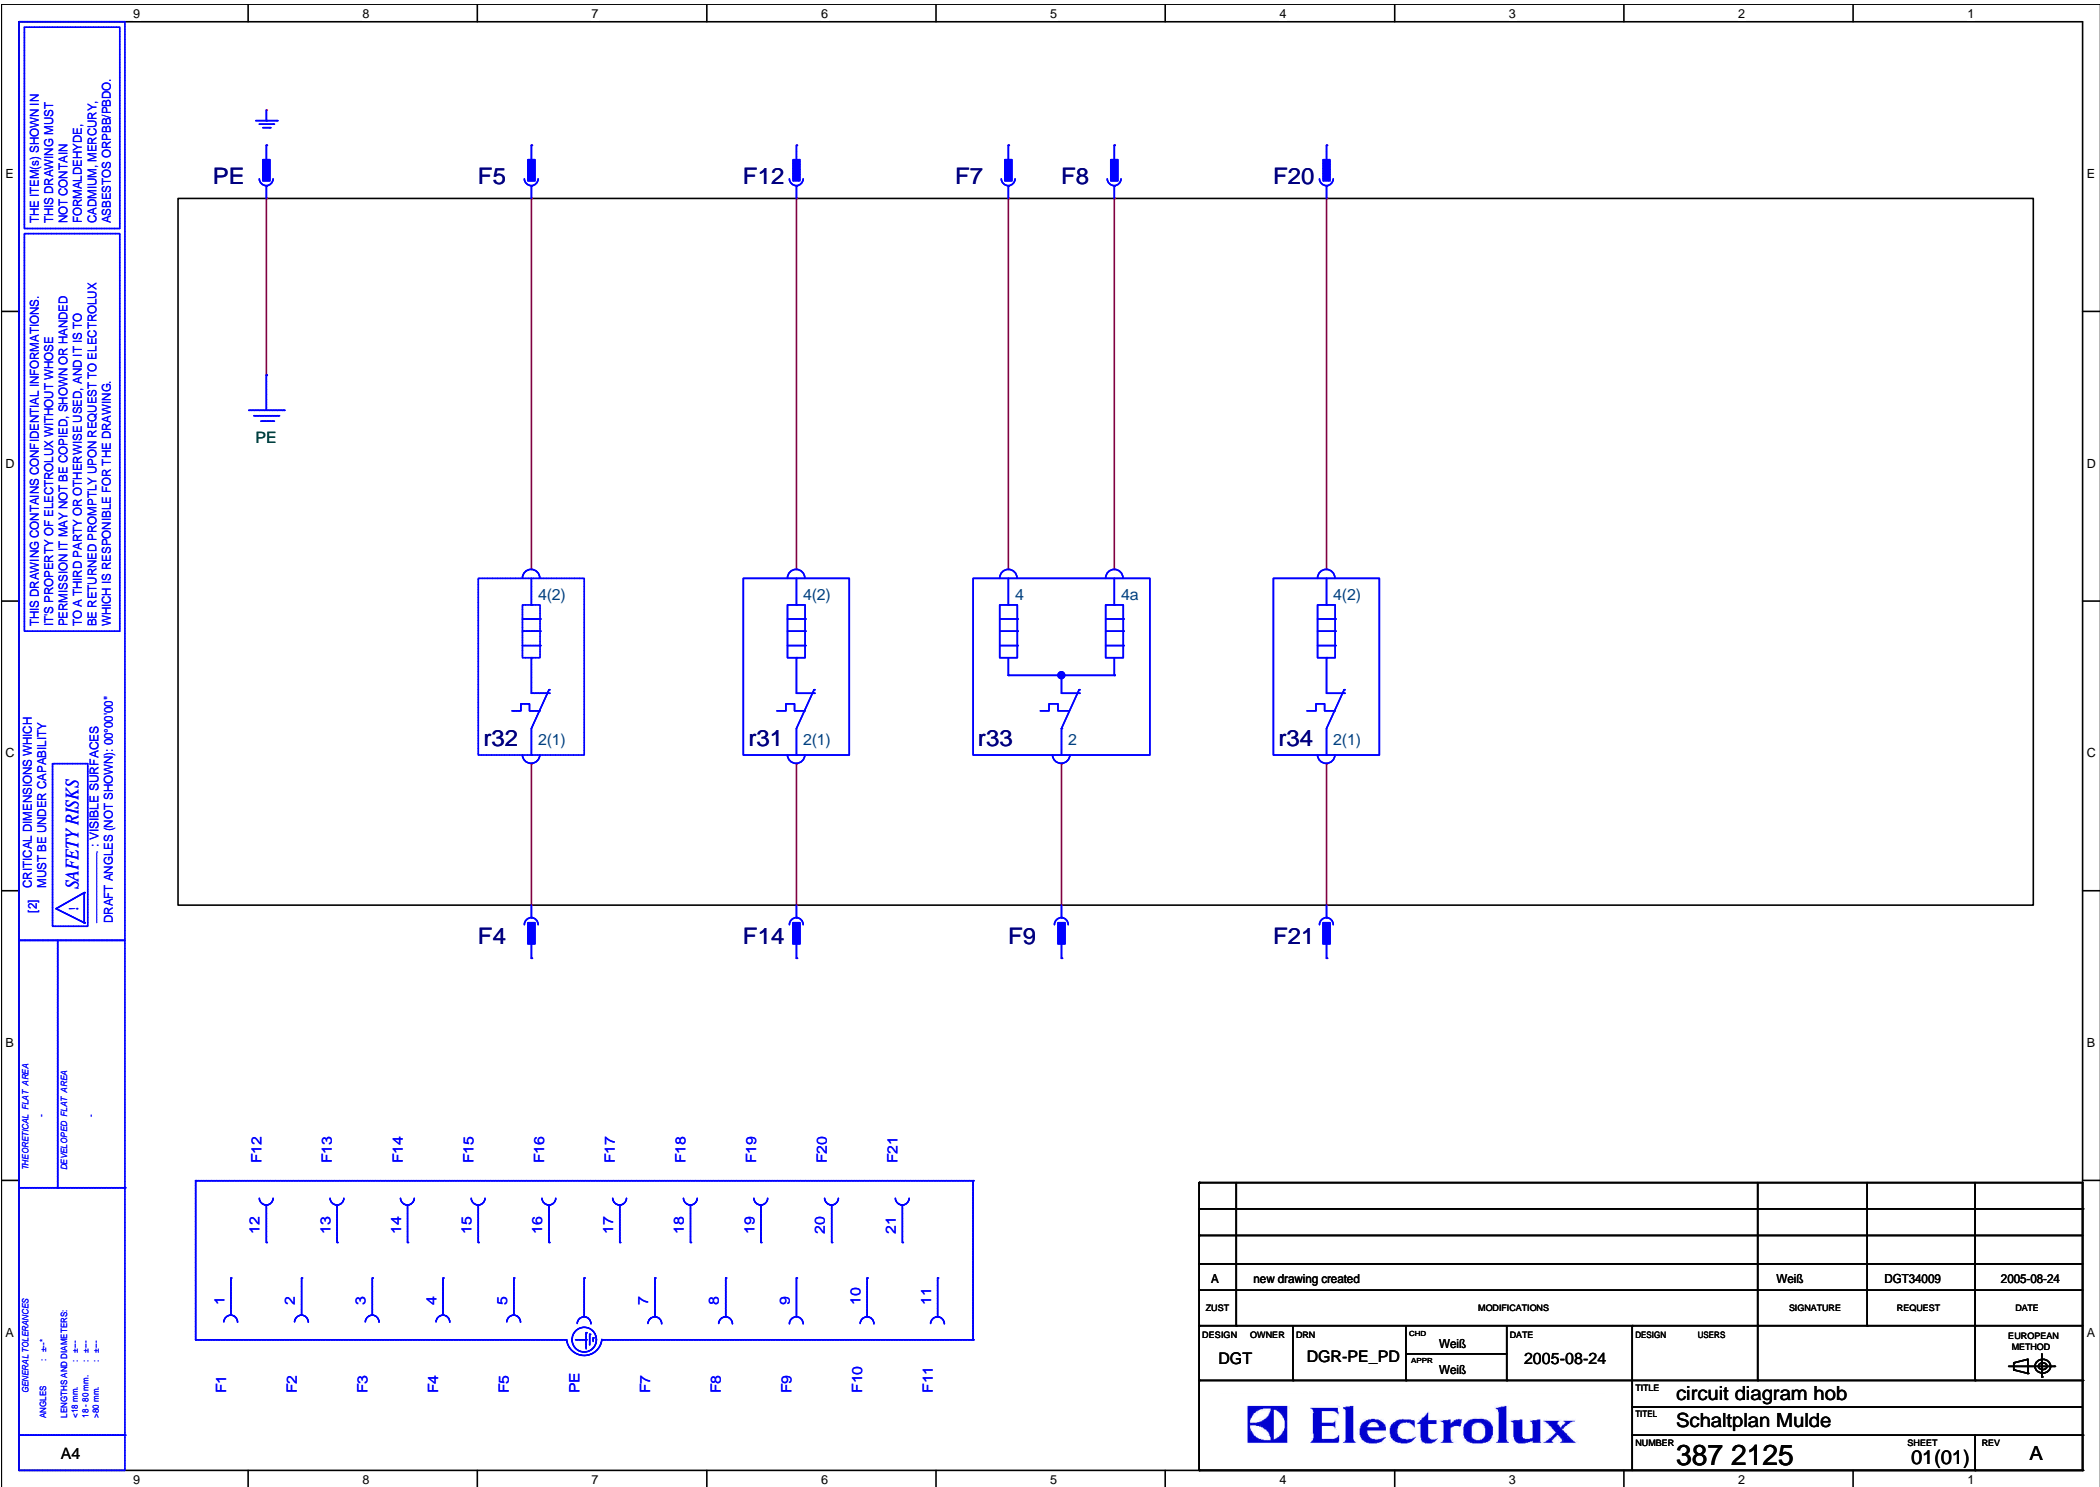 9 8 7 6 5 4 3 2 1
E
D
C
B
A
E
D
C
B
A
THE ITEM(s) SHOWN IN
THIS DRAWING MUST
NOT CONTAIN
FORMALDEHYDE,
CADMIUM, MERCURY,
ASBESTOS ORPBB/PBDO.
THIS DRAWING CONTAINS CONFIDENTIAL INFORMATIONS.
IT'S PROPERTY OF ELECTROLUX WITHOUT WHOSE
PERMISSION IT MAY NOT BE COPIED, SHOWN OR HANDED
TO A THIRD PARTY OR OTHERWISE USED, AND IT IS TO
BE RETURNED PROMPTLY UPON REQUEST TO ELECTROLUX
WHICH IS RESPONIBLE FOR THE DRAWING.
[2] CRITICAL DIMENSIONS WHICH
MUST BE UNDER CAPABILITY
! SAFETY RISKS
: VISIBLE SURFACES
DRAFT ANGLES (NOT SHOWN): 00°00'00"
THEORETICAL FLAT AREA
-
DEVELOPED FLAT AREA
-
GENERAL TOLERANCES
ANGLES : ±-°
LENGTHS AND DIAMETERS:
<18 mm. : ±--
18 - 80 mm. : ±--
>80 mm. : ±--
A4
PE F5 F12 F7 F8 F20
PE
4(2) 4(2) 4 4a 4(2)
r32 2(1) r31 2(1) r33 2 r34 2(1)
F4 F14 F9 F21
F12 F13 F14 F15 F16 F17 F18 F19 F20 F21
12 13 14 15 16 17 18 19 20 21
1 2 3 4 5 7 8 9 10 11
F1 F2 F3 F4 F5 PE F7 F8 F9 F10 F11
A new drawing created Weiß DGT34009 2005-08-24
ZUST MODIFICATIONS SIGNATURE REQUEST DATE
DESIGN OWNER DRN CHD Weiß DATE DESIGN USERS EUROPEAN METHOD
DGT DGR-PE_PD APPR Weiß 2005-08-24
Electrolux
TITLE circuit diagram hob
TITEL Schaltplan Mulde
NUMBER 387 2125 SHEET 01(01) REV A
9 8 7 6 5 4 3 2 1